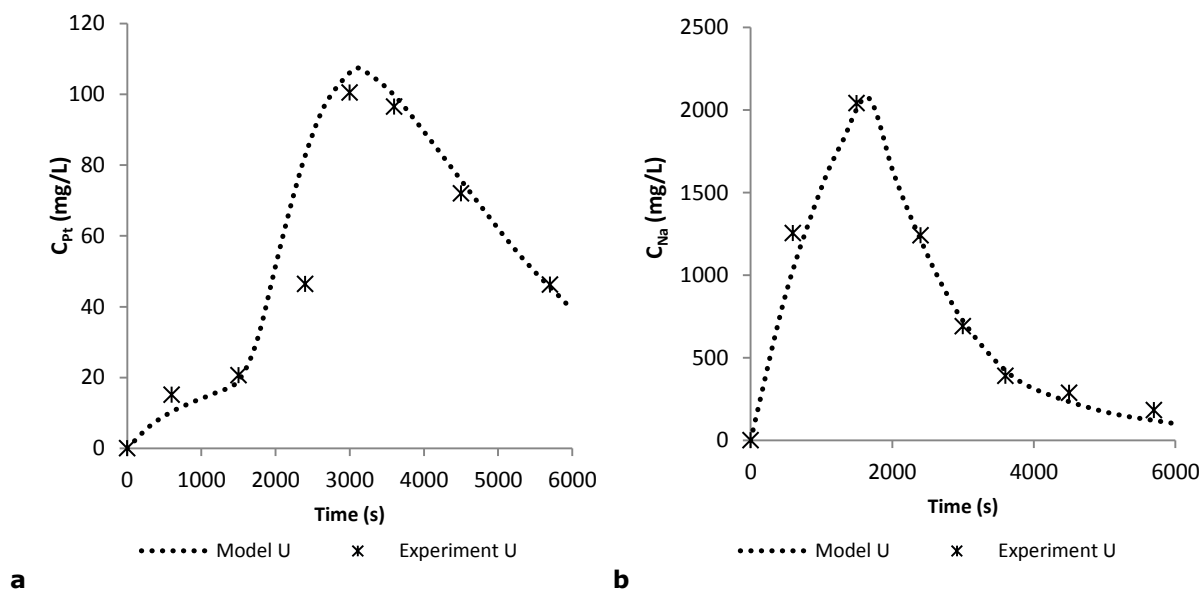 120
100
80
60
40
20
0
C_Pt (mg/L)
0 1000 2000 3000 4000 5000 6000
Time (s)
Model U Experiment U
a
2500
2000
1500
1000
500
0
C_Na (mg/L)
0 2000 4000 6000
Time (s)
Model U Experiment U
b